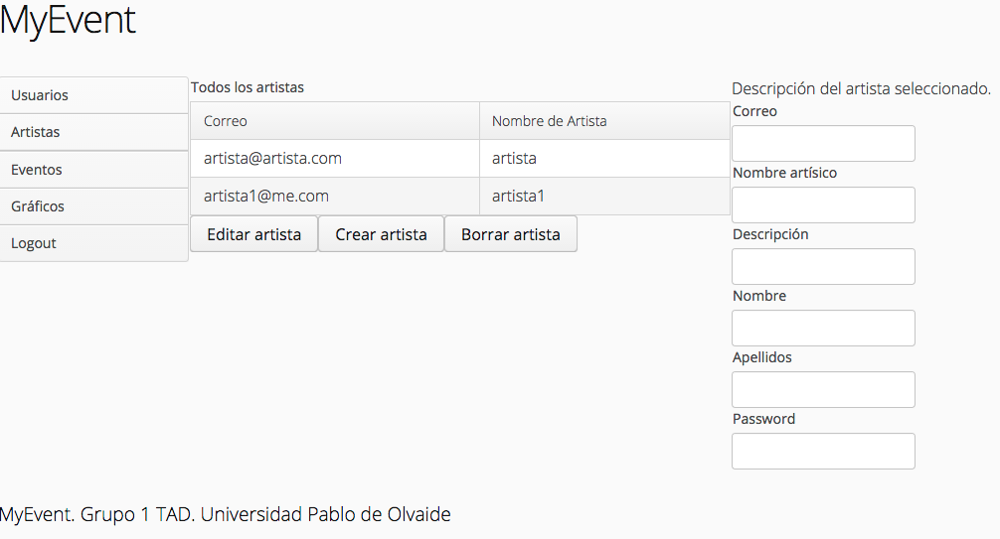 MyEvent
Usuarios
Artistas
Eventos
Gráficos
Logout
Todos los artistas
Correo Nombre de Artista
artista@artista.com artista
artista1@me.com artista1
Editar artista Crear artista Borrar artista
Descripción del artista seleccionado.
Correo
Nombre artísico
Descripción
Nombre
Apellidos
Password
MyEvent. Grupo 1 TAD. Universidad Pablo de Olvaide